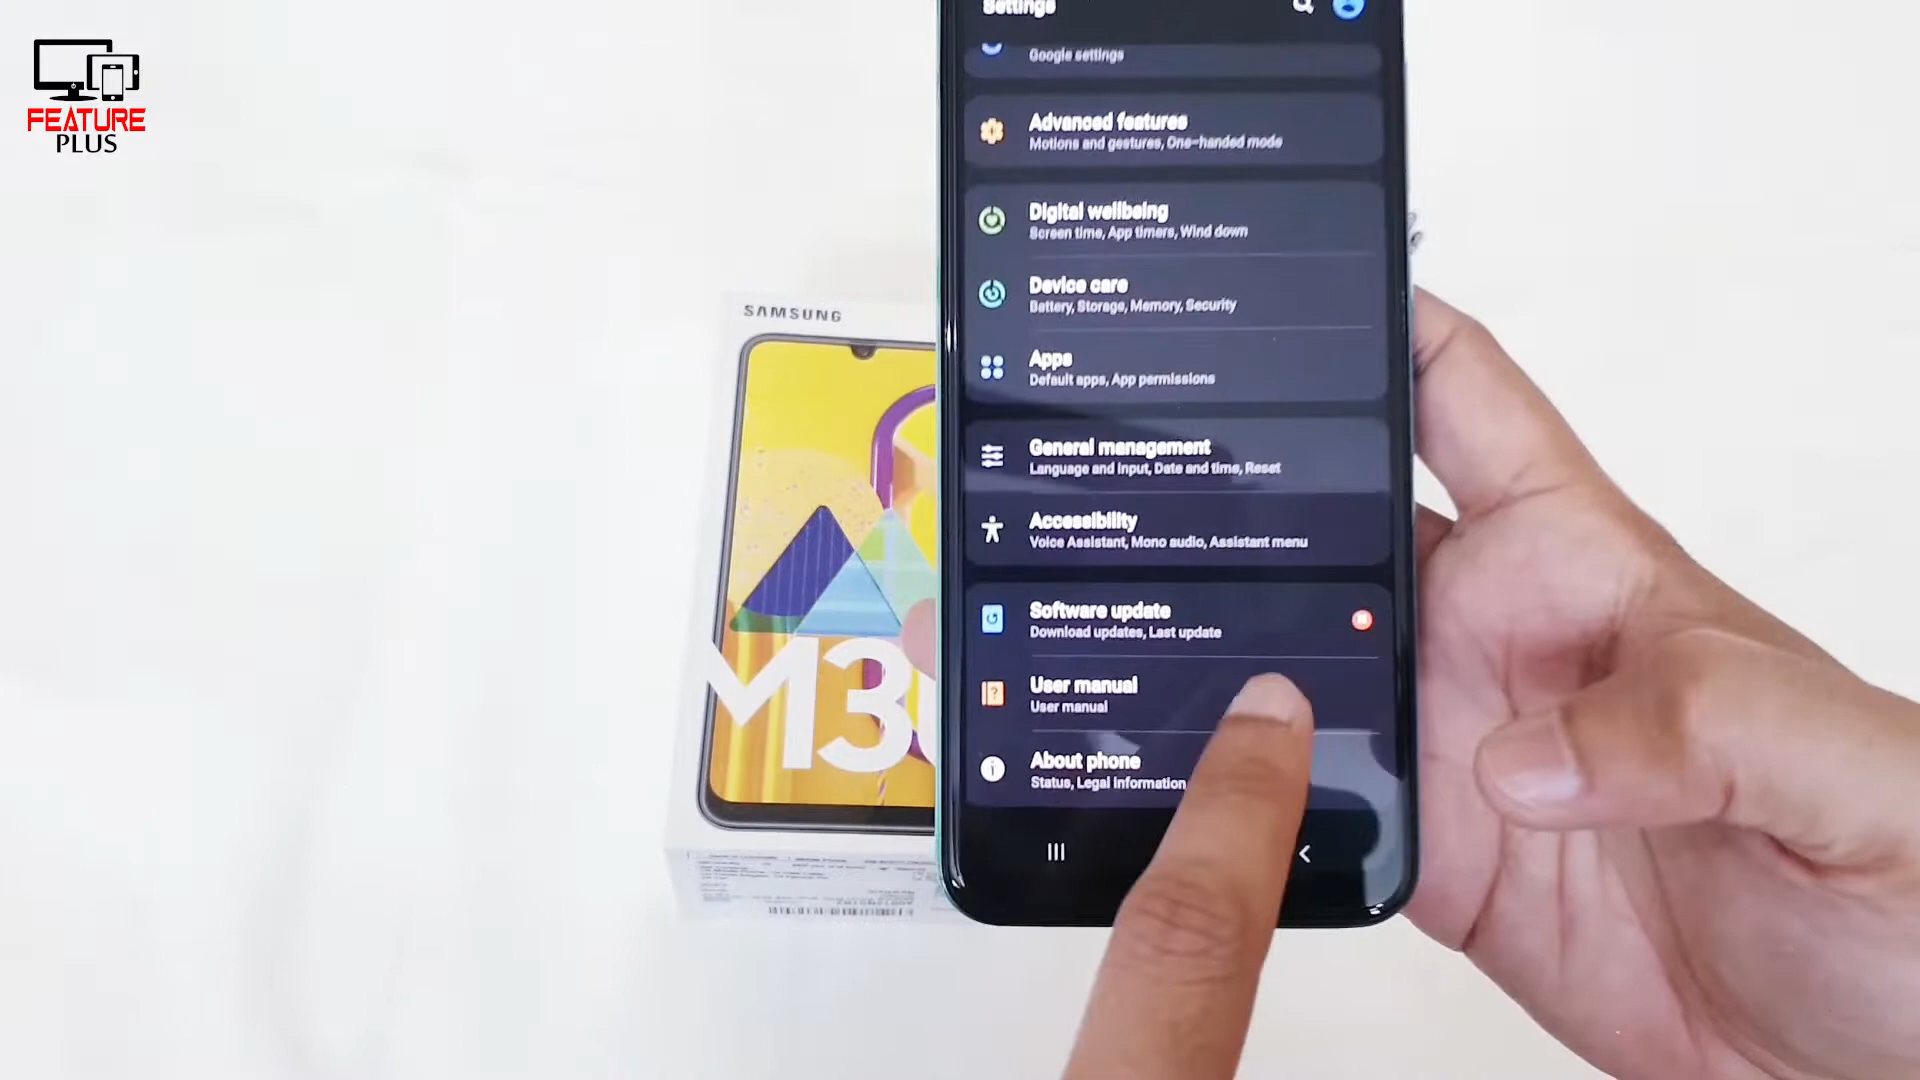 FEATURE
PLUS
Settings
Google settings
Advanced features
Motions and gestures, One-handed mode
Digital wellbeing
Screen time, App timers, Wind down
Device care
Battery, Storage, Memory, Security
Apps
Default apps, App permissions
General management
Language and input, Date and time, Reset
Accessibility
Voice Assistant, Mono audio, Assistant menu
Software update
Download updates, Last update
User manual
User manual
About phone
Status, Legal information
SAMSUNG
M3